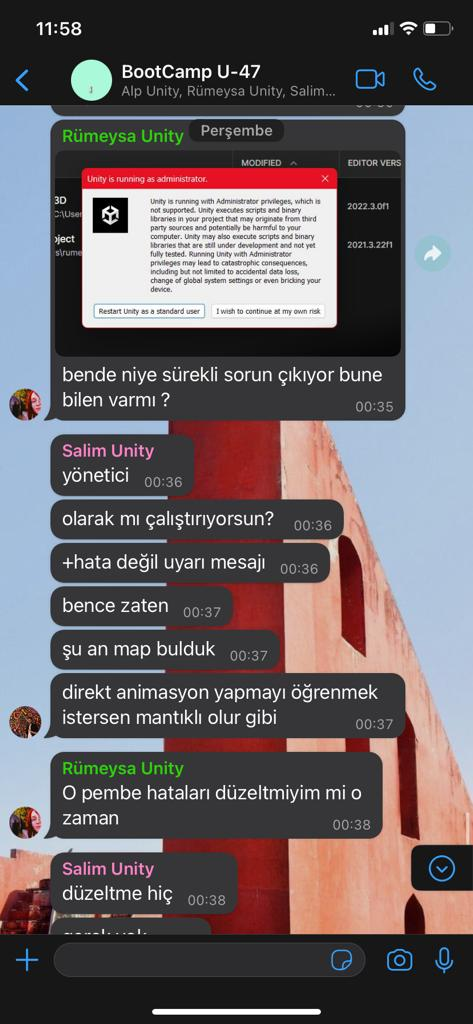 11:58
BootCamp U-47
Alp Unity, Rümeysa Unity, Salim...
Perşembe
Rümeysa Unity
MODIFIED
EDITOR VERS
Unity is running as administrator.
3D
C:\User
2022.3.0f1
ject
s\rume
2021.3.22f1
Unity is running with Administrator privileges, which is
not supported. Unity executes scripts and binary
libraries in your project that may originate from third
party sources and potentially be harmful to your
computer. Unity may also execute scripts and binary
libraries that are still under development and not yet
fully tested. Running Unity with Administrator
privileges may lead to catastrophic consequences,
including but not limited to accidental data loss,
change of global system settings or even bricking your
device.
Restart Unity as a standard user
I wish to continue at my own risk
bende niye sürekli sorun çıkıyor bune
bilen varmı ?
00:35
Salim Unity
yönetici 00:36
olarak mı çalıştırıyorsun? 00:36
+hata değil uyarı mesajı 00:36
bence zaten 00:37
şu an map bulduk 00:37
direkt animasyon yapmayı öğrenmek
istersen mantıklı olur gibi
00:37
Rümeysa Unity
O pembe hataları düzeltmiyim mi o
zaman
00:38
Salim Unity
düzeltme hiç 00:38